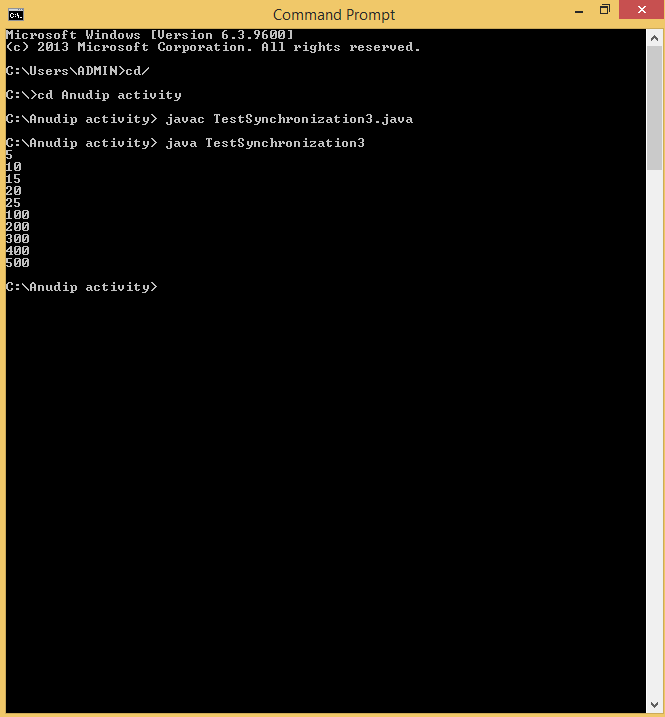 Command Prompt
Microsoft Windows [Version 6.3.9600]
(c) 2013 Microsoft Corporation. All rights reserved.
C:\Users\ADMIN>cd/
C:\>cd Anudip activity
C:\Anudip activity> javac TestSynchronization3.java
C:\Anudip activity> java TestSynchronization3
5
10
15
20
25
100
200
300
400
500
C:\Anudip activity>